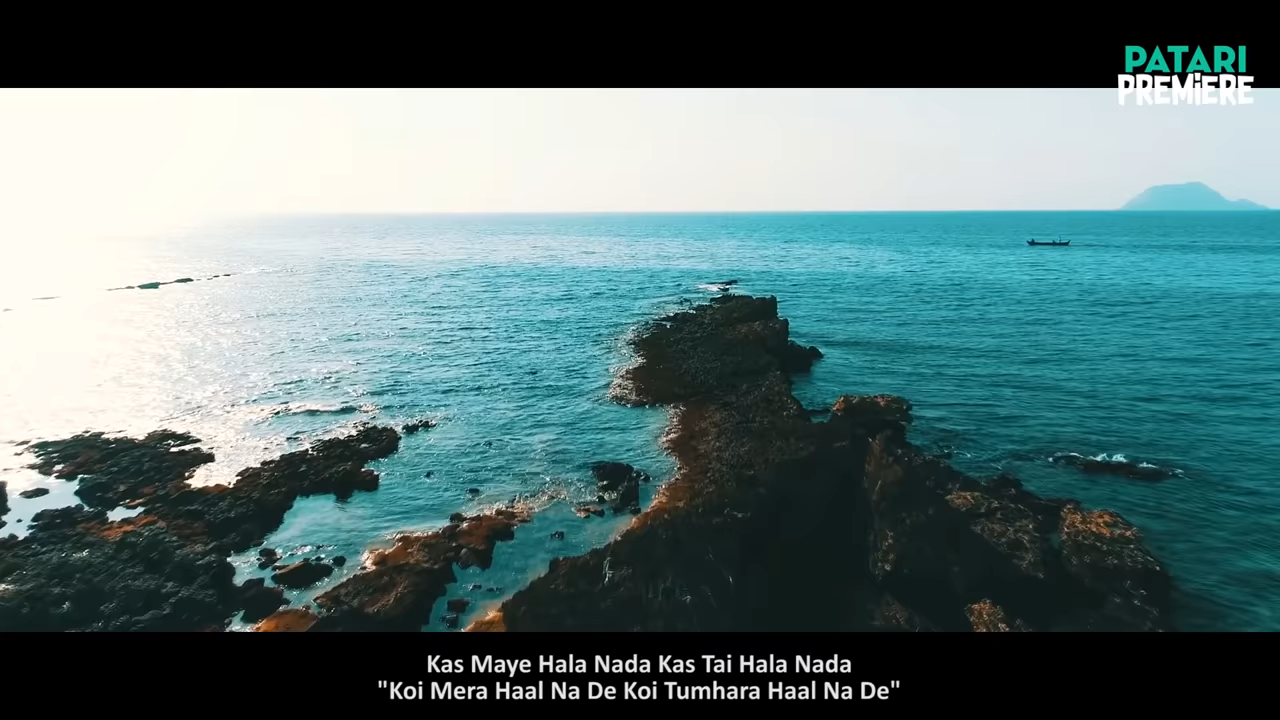 PATARI
PREMiERE
Kas Maye Hala Nada Kas Tai Hala Nada
"Koi Mera Haal Na De Koi Tumhara Haal Na De"